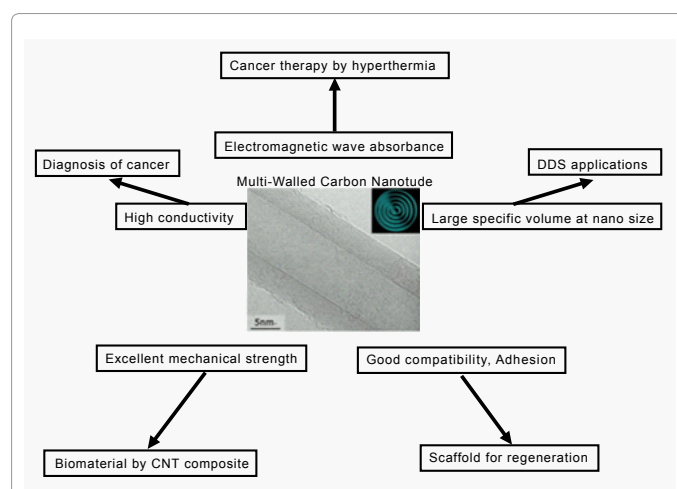 Cancer therapy by hyperthermia
Electromagnetic wave absorbance
Diagnosis of cancer
DDS applications
Multi-Walled Carbon Nanotude
High conductivity
Large specific volume at nano size
5nm
Excellent mechanical strength
Good compatibility, Adhesion
Biomaterial by CNT composite
Scaffold for regeneration